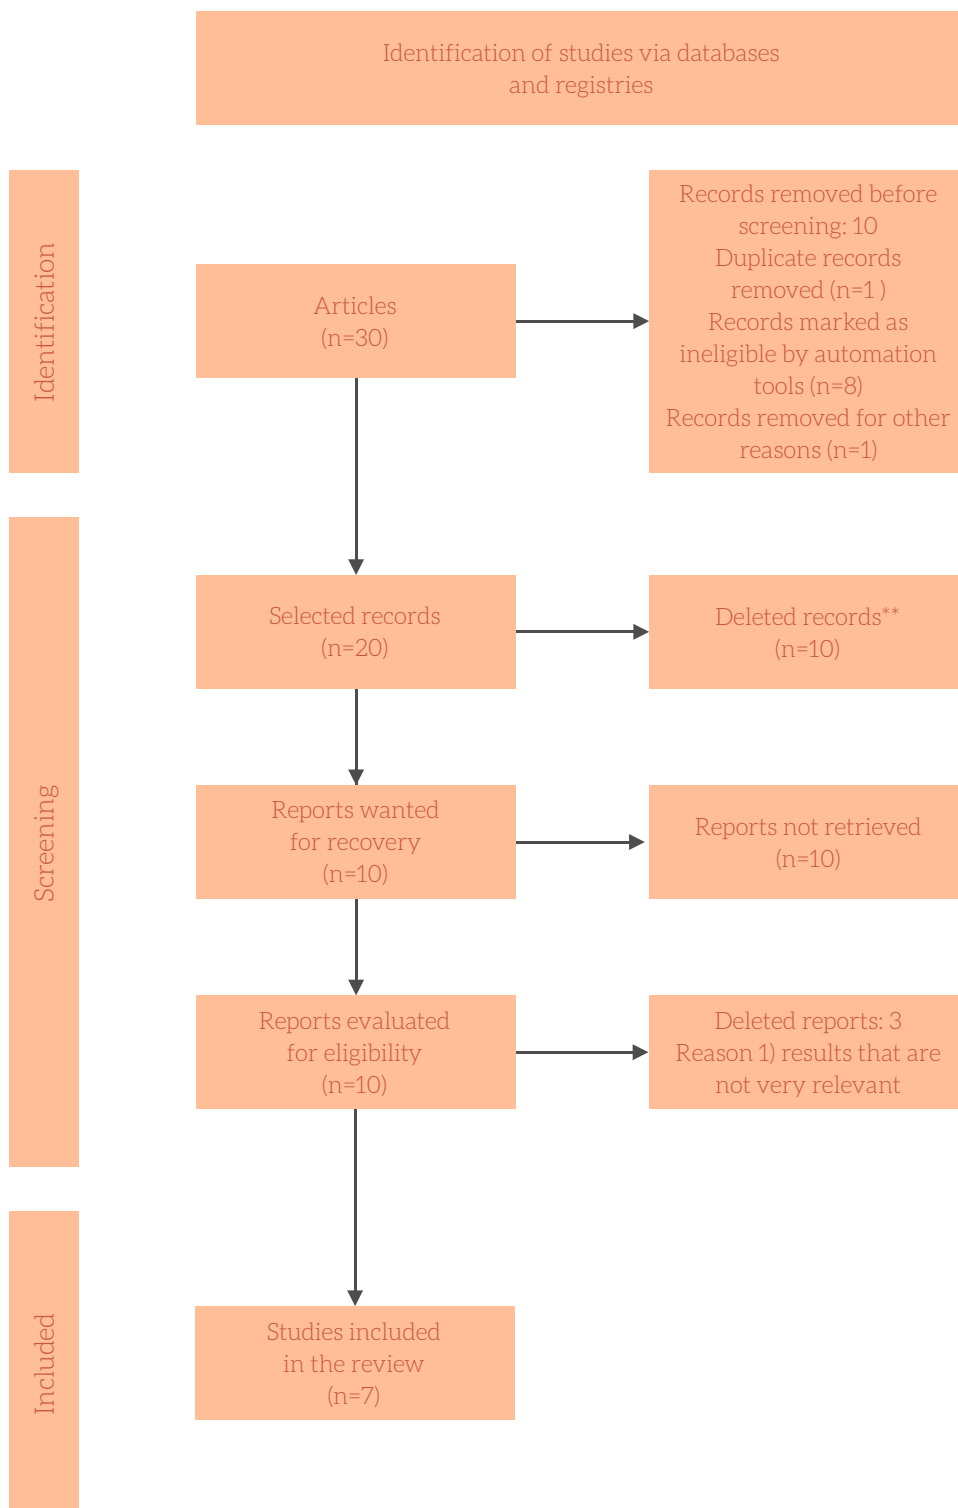 Identification of studies via databases
and registries
Identification
Articles
(n=30)
Records removed before
screening: 10
Duplicate records
removed (n=1 )
Records marked as
ineligible by automation
tools (n=8)
Records removed for other
reasons (n=1)
Screening
Selected records
(n=20)
Deleted records**
(n=10)
Reports wanted
for recovery
(n=10)
Reports not retrieved
(n=10)
Reports evaluated
for eligibility
(n=10)
Deleted reports: 3
Reason 1) results that are
not very relevant
Included
Studies included
in the review
(n=7)